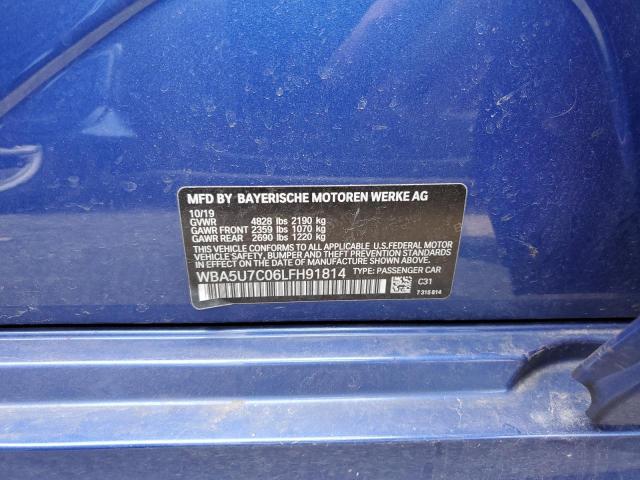 MFD BY BAYERISCHE MOTOREN WERKE AG
10/19
GVWR 4828 lbs 2190 kg
GAWR FRONT 2359 lbs 1070 kg
GAWR REAR 2690 lbs 1220 kg
THIS VEHICLE CONFORMS TO ALL APPLICABLE U.S.FEDERAL MOTOR
VEHICLE SAFETY, BUMPER, AND THEFT PREVENTION STANDARDS IN
EFFECT ON THE DATE OF MANUFACTURE SHOWN ABOVE.
WBA5U7C06LFH91814 TYPE: PASSENGER CAR
C31
7 315 814